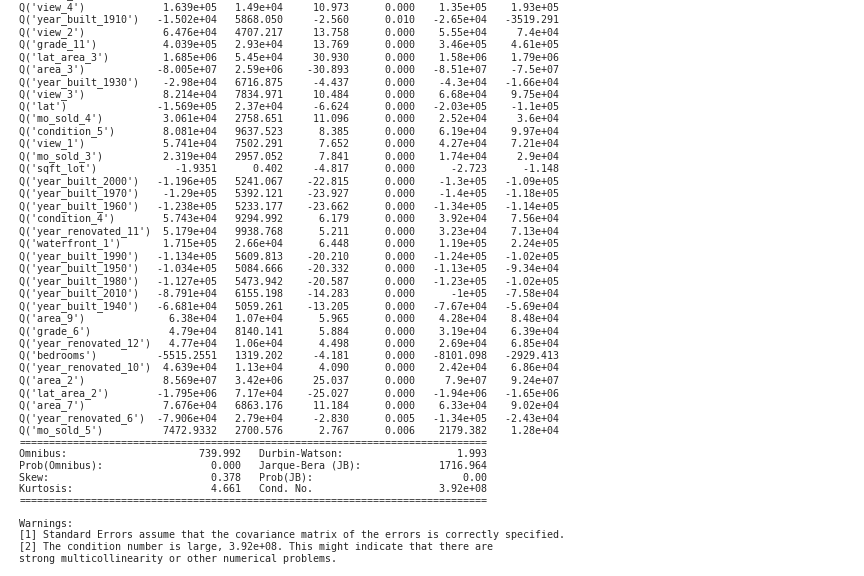 Q('view_4') 1.639e+05 1.49e+04 10.973 0.000 1.35e+05 1.93e+05
Q('year_built_1910') -1.502e+04 5868.050 -2.560 0.010 -2.65e+04 -3519.291
Q('view_2') 6.476e+04 4707.217 13.758 0.000 5.55e+04 7.4e+04
Q('grade_11') 4.039e+05 2.93e+04 13.769 0.000 3.46e+05 4.61e+05
Q('lat_area_3') 1.685e+06 5.45e+04 30.930 0.000 1.58e+06 1.79e+06
Q('area_3') -8.005e+07 2.59e+06 -30.893 0.000 -8.51e+07 -7.5e+07
Q('year_built_1930') -2.98e+04 6716.875 -4.437 0.000 -4.3e+04 -1.66e+04
Q('view_3') 8.214e+04 7834.971 10.484 0.000 6.68e+04 9.75e+04
Q('lat') -1.569e+05 2.37e+04 -6.624 0.000 -2.03e+05 -1.1e+05
Q('mo_sold_4') 3.061e+04 2758.651 11.096 0.000 2.52e+04 3.6e+04
Q('condition_5') 8.081e+04 9637.523 8.385 0.000 6.19e+04 9.97e+04
Q('view_1') 5.741e+04 7502.291 7.652 0.000 4.27e+04 7.21e+04
Q('mo_sold_3') 2.319e+04 2957.052 7.841 0.000 1.74e+04 2.9e+04
Q('sqft_lot') -1.9351 0.402 -4.817 0.000 -2.723 -1.148
Q('year_built_2000') -1.196e+05 5241.067 -22.815 0.000 -1.3e+05 -1.09e+05
Q('year_built_1970') -1.29e+05 5392.121 -23.927 0.000 -1.4e+05 -1.18e+05
Q('year_built_1960') -1.238e+05 5233.177 -23.662 0.000 -1.34e+05 -1.14e+05
Q('condition_4') 5.743e+04 9294.992 6.179 0.000 3.92e+04 7.56e+04
Q('year_renovated_11') 5.179e+04 9938.768 5.211 0.000 3.23e+04 7.13e+04
Q('waterfront_1') 1.715e+05 2.66e+04 6.448 0.000 1.19e+05 2.24e+05
Q('year_built_1990') -1.134e+05 5609.813 -20.210 0.000 -1.24e+05 -1.02e+05
Q('year_built_1950') -1.034e+05 5084.666 -20.332 0.000 -1.13e+05 -9.34e+04
Q('year_built_1980') -1.127e+05 5473.942 -20.587 0.000 -1.23e+05 -1.02e+05
Q('year_built_2010') -8.791e+04 6155.198 -14.283 0.000 -1e+05 -7.58e+04
Q('year_built_1940') -6.681e+04 5059.261 -13.205 0.000 -7.67e+04 -5.69e+04
Q('area_9') 6.38e+04 1.07e+04 5.965 0.000 4.28e+04 8.48e+04
Q('grade_6') 4.79e+04 8140.141 5.884 0.000 3.19e+04 6.39e+04
Q('year_renovated_12') 4.77e+04 1.06e+04 4.498 0.000 2.69e+04 6.85e+04
Q('bedrooms') -5515.2551 1319.202 -4.181 0.000 -8101.098 -2929.413
Q('year_renovated_10') 4.639e+04 1.13e+04 4.090 0.000 2.42e+04 6.86e+04
Q('area_2') 8.569e+07 3.42e+06 25.037 0.000 7.9e+07 9.24e+07
Q('lat_area_2') -1.795e+06 7.17e+04 -25.027 0.000 -1.94e+06 -1.65e+06
Q('area_7') 7.676e+04 6863.176 11.184 0.000 6.33e+04 9.02e+04
Q('year_renovated_6') -7.906e+04 2.79e+04 -2.830 0.005 -1.34e+05 -2.43e+04
Q('mo_sold_5') 7472.9332 2700.576 2.767 0.006 2179.382 1.28e+04
==============================================================================
Omnibus: 739.992 Durbin-Watson: 1.993
Prob(Omnibus): 0.000 Jarque-Bera (JB): 1716.964
Skew: 0.378 Prob(JB): 0.00
Kurtosis: 4.661 Cond. No. 3.92e+08
==============================================================================
Warnings:
[1] Standard Errors assume that the covariance matrix of the errors is correctly specified.
[2] The condition number is large, 3.92e+08. This might indicate that there are
strong multicollinearity or other numerical problems.